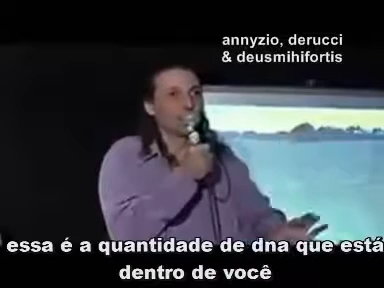 annyzio, derucci
& deusmihifortis
essa é a quantidade de dna que está
dentro de você